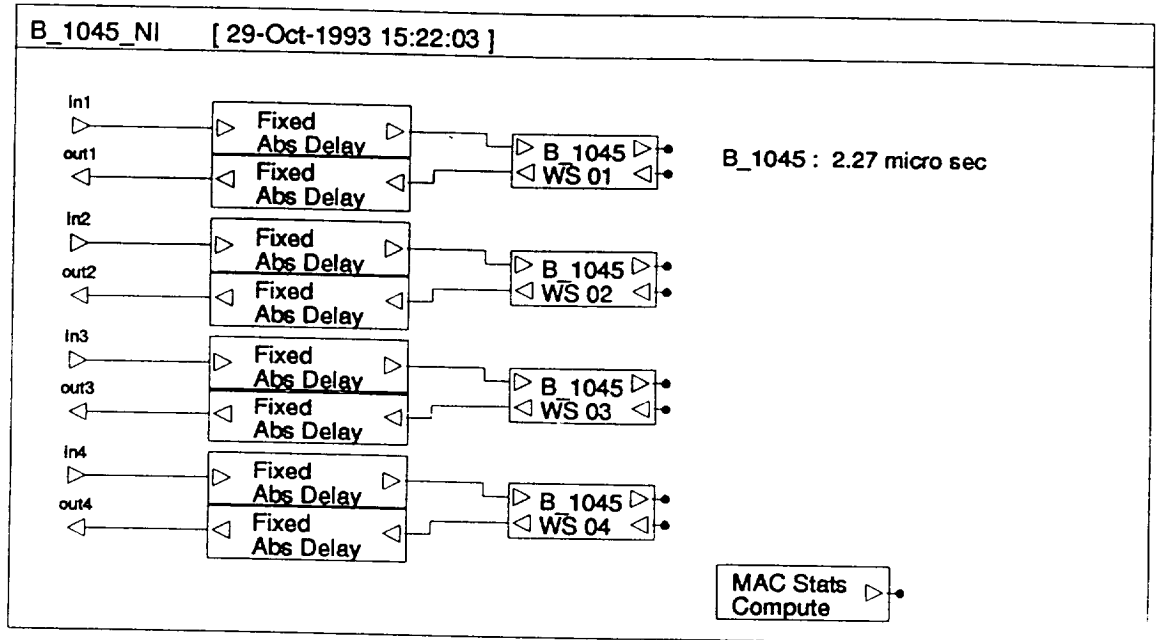 B_1045_NI [ 29-Oct-1993 15:22:03 ]
In1
Fixed
Abs Delay
out1
Fixed
Abs Delay
B_1045
WS 01
B_1045 : 2.27 micro sec
In2
Fixed
Abs Delay
out2
Fixed
Abs Delay
B_1045
WS 02
In3
Fixed
Abs Delay
out3
Fixed
Abs Delay
B_1045
WS 03
In4
Fixed
Abs Delay
out4
Fixed
Abs Delay
B_1045
WS 04
MAC Stats
Compute